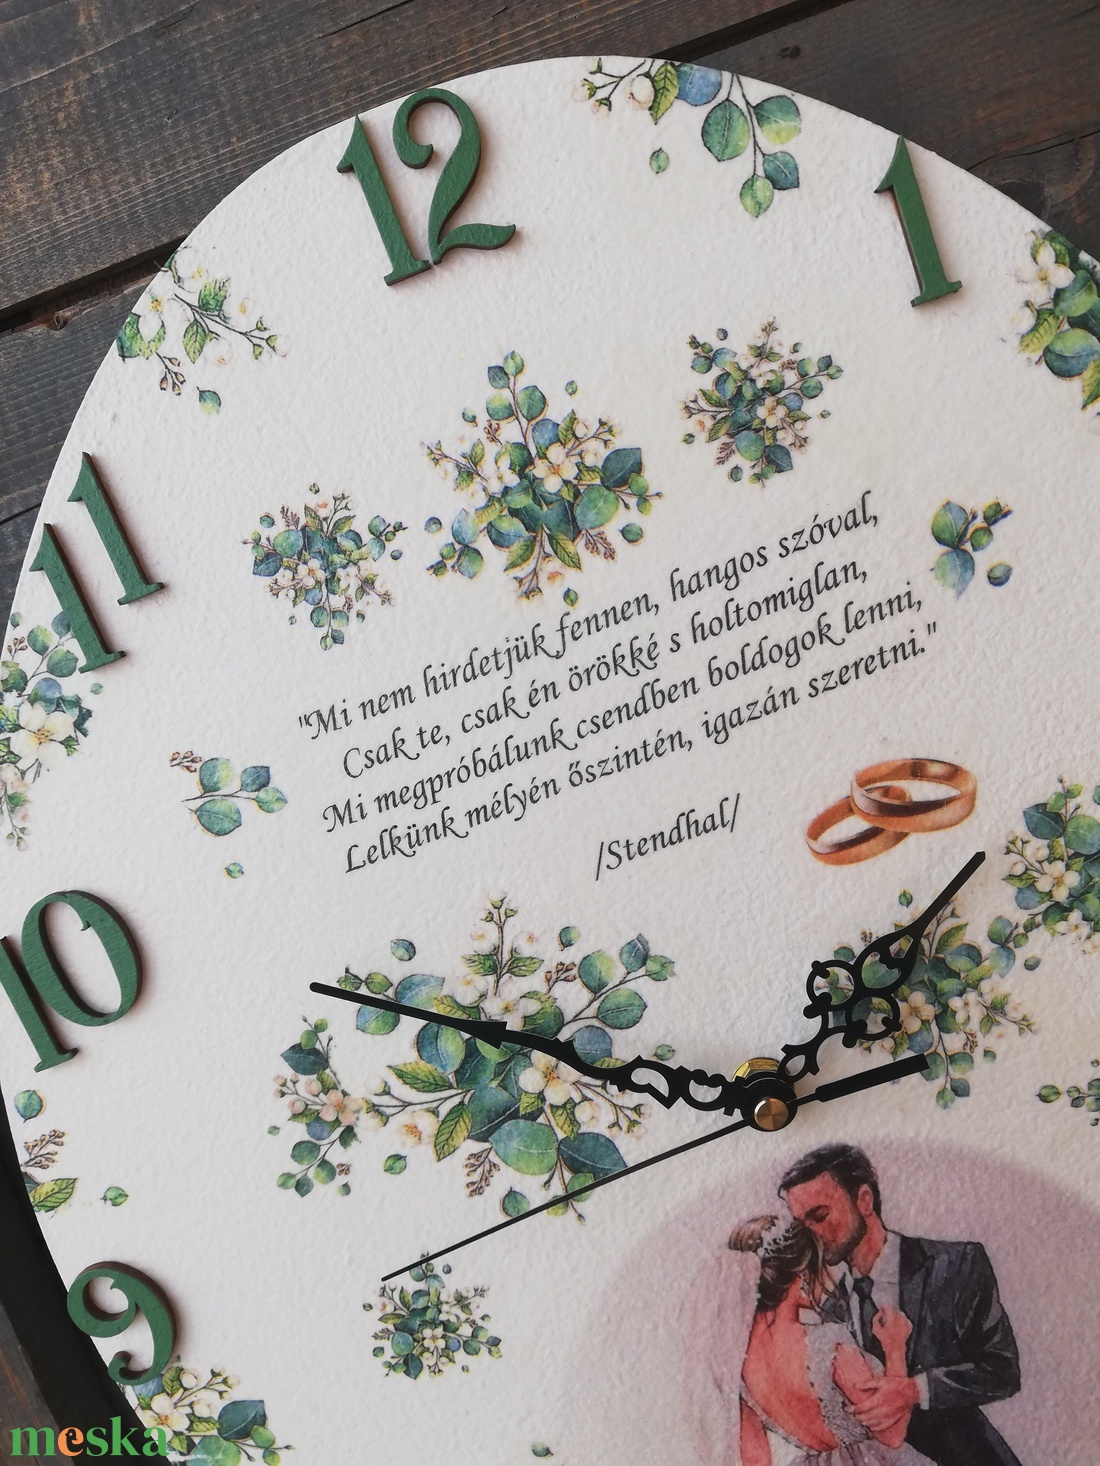 12
1
11
"Mi nem hirdetjük fennen, hangos szóval,
Csak te, csak én örökké s holtomiglan,
Mi megpróbálunk csendben boldogok lenni,
Lelkünk mélyén őszintén, igazán szeretni."
/Stendhal/
10
9
meska